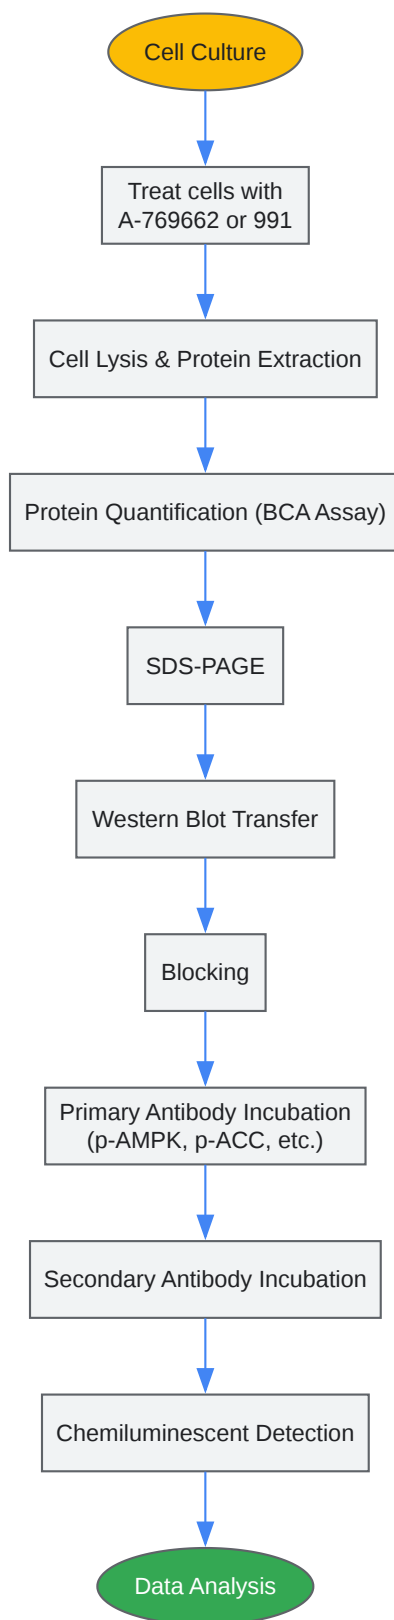 Cell Culture
Treat cells with
A-769662 or 991
Cell Lysis & Protein Extraction
Protein Quantification (BCA Assay)
SDS-PAGE
Western Blot Transfer
Blocking
Primary Antibody Incubation
(p-AMPK, p-ACC, etc.)
Secondary Antibody Incubation
Chemiluminescent Detection
Data Analysis